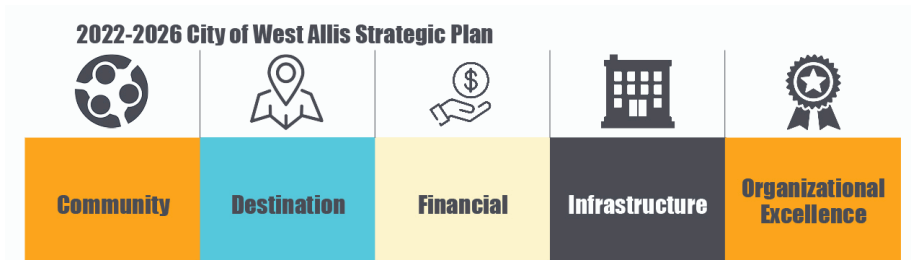 2022-2026 City of West Allis Strategic Plan
$
Community
Destination
Financial
Infrastructure
Organizational
Excellence